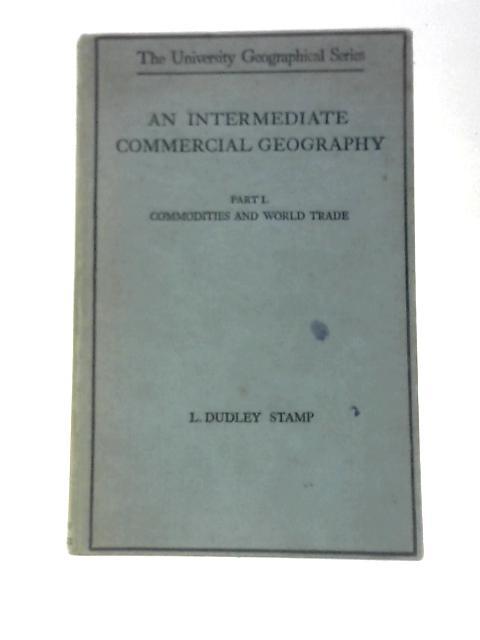 The University Geographical Series
AN INTERMEDIATE
COMMERCIAL GEOGRAPHY
PART I.
COMMODITIES AND WORLD TRADE
L. DUDLEY STAMP